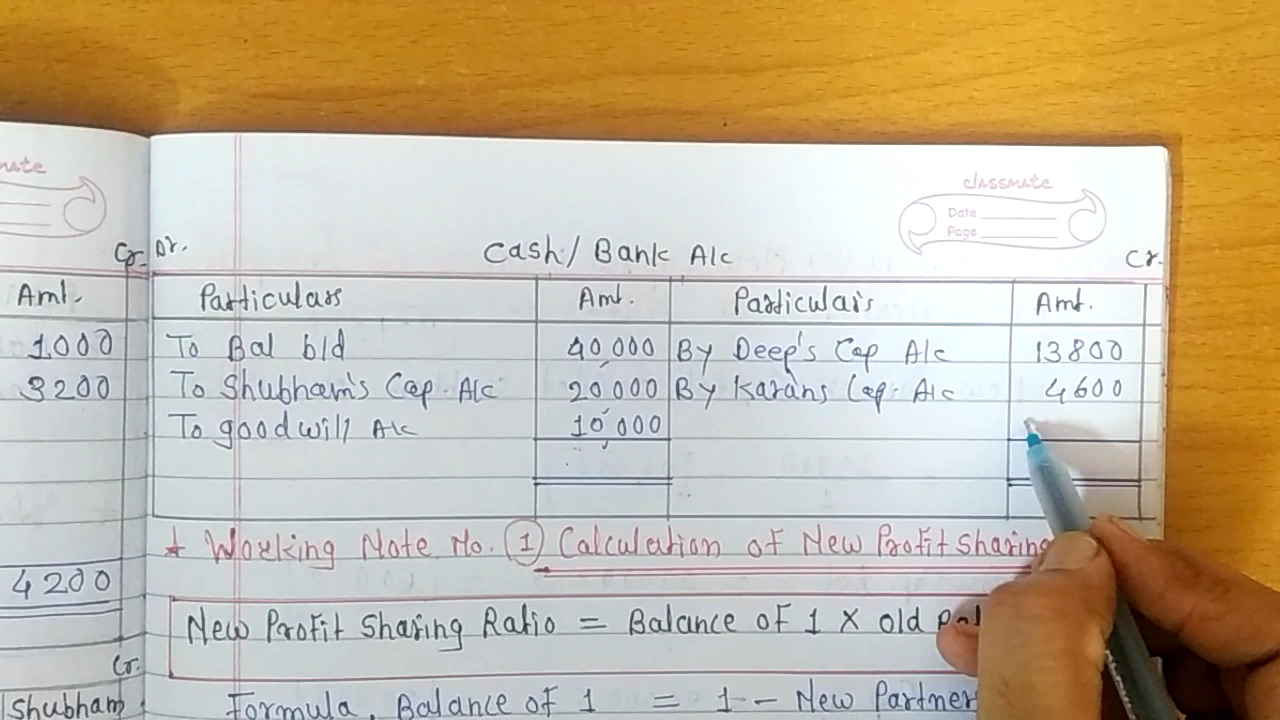 classmate
Date
Page
Cr. Dr. Cash/Bank A/c Cr.
Amt. Particulars Amt. Particulars Amt.
1000 To Bal b/d 40,000 By Deep's Cap A/c 13800
3200 To Shubham's Cap. A/c 20,000 By Karans Cap. A/c 4600
To goodwill A/c 10,000
* Working Note No. 1 Calculation of New Profit Sharing
4200
New Profit Sharing Ratio = Balance of 1 X old
Cr.
Shubham Formula, Balance of 1 = 1 - New Partner